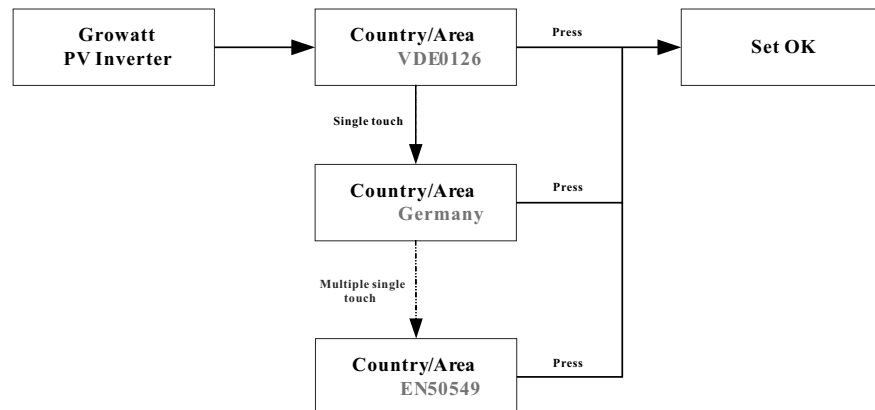 Growatt
PV Inverter
Country/Area
VDE0126
Press
Set OK
Single touch
Country/Area
Germany
Press
Multiple single
touch
Country/Area
EN50549
Press